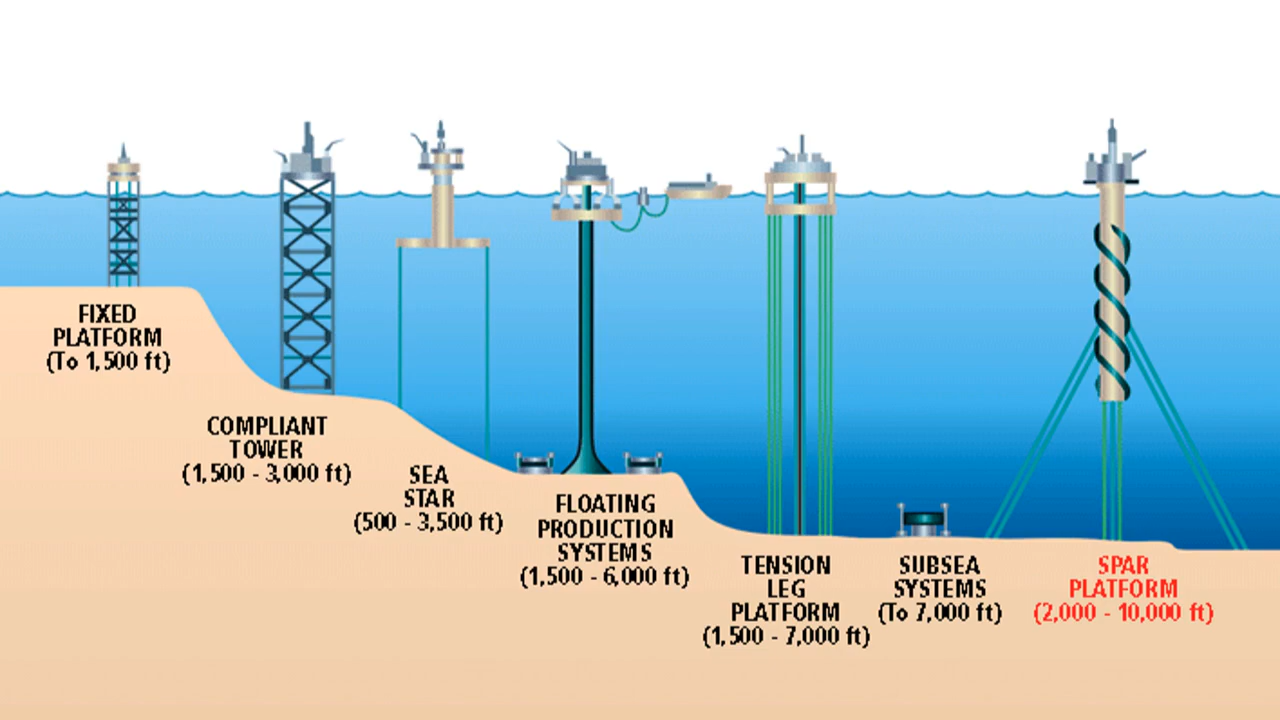 FIXED
PLATFORM
(To 1,500 ft)
COMPLIANT
TOWER
(1,500 - 3,000 ft)
SEA
STAR
(500 - 3,500 ft)
FLOATING
PRODUCTION
SYSTEMS
(1,500 - 6,000 ft)
TENSION
LEG
PLATFORM
(1,500 - 7,000 ft)
SUBSEA
SYSTEMS
(To 7,000 ft)
SPAR
PLATFORM
(2,000 - 10,000 ft)